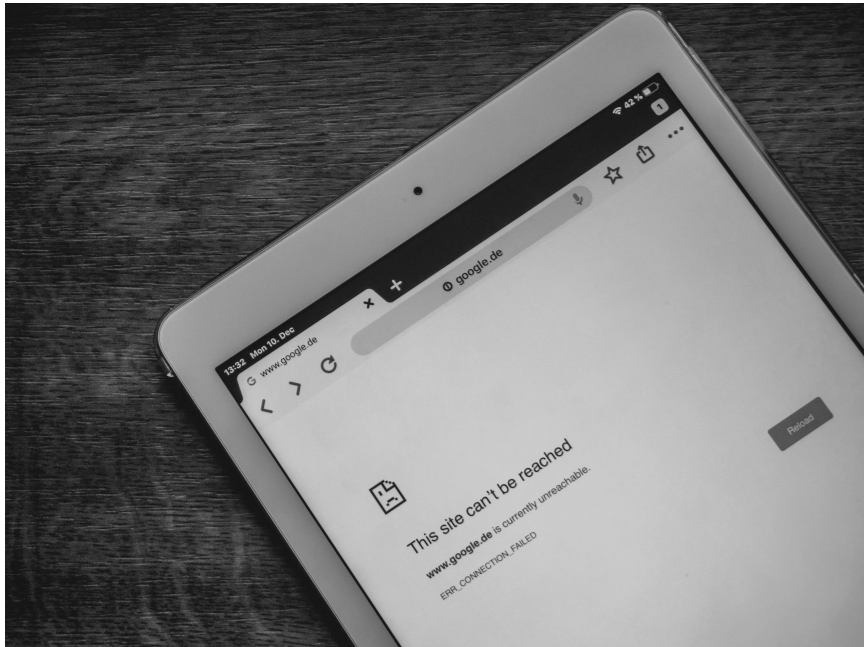 13:32 Mon 10. Dec
42 %
1
G www.google.de
google.de
This site can't be reached
www.google.de is currently unreachable.
ERR_CONNECTION_FAILED
Reload